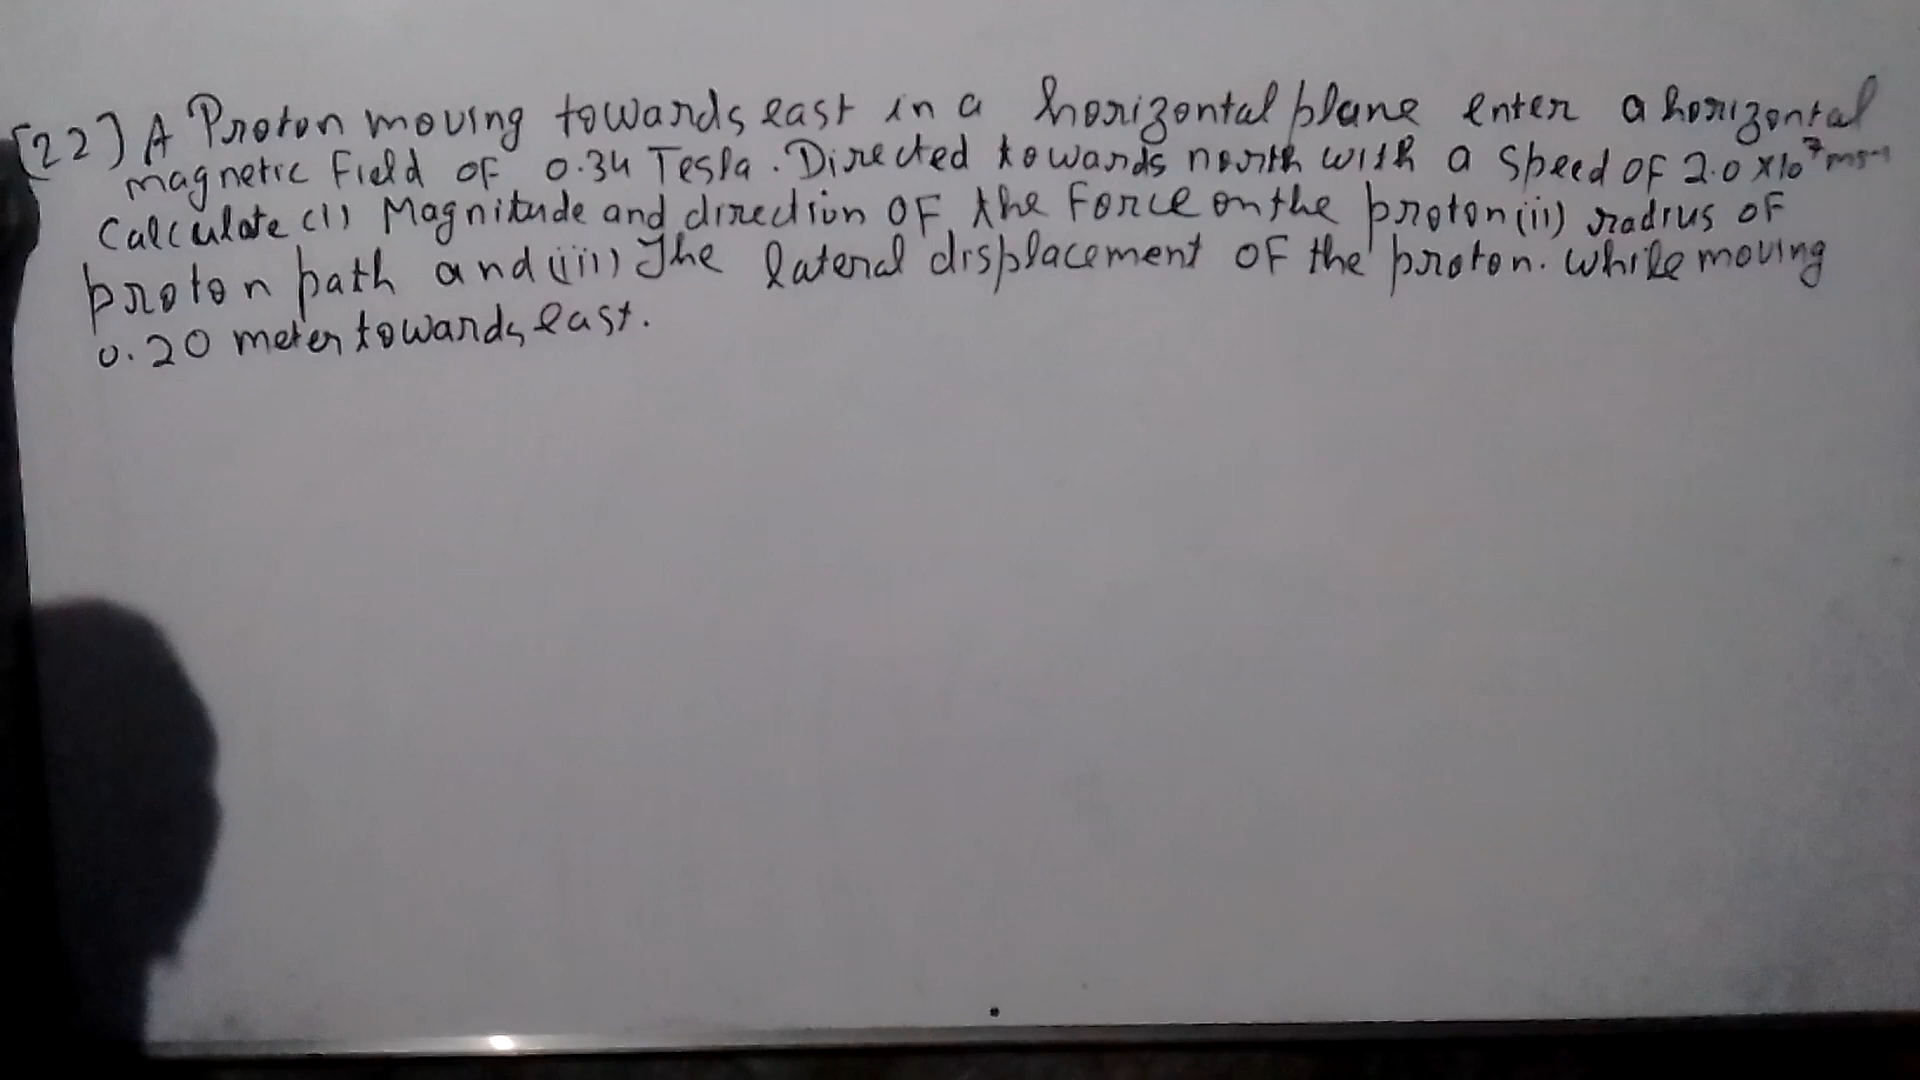 [22] A Proton moving towards east in a horizontal plane enter a horizontal
magnetic Field of 0.34 Tesla. Directed towards north with a speed of 2.0 x 10⁷ ms⁻¹
Calculate (i) Magnitude and direction of the Force on the proton (ii) radius of
proton path and (iii) The lateral displacement of the proton. While moving
0.20 meter towards east.